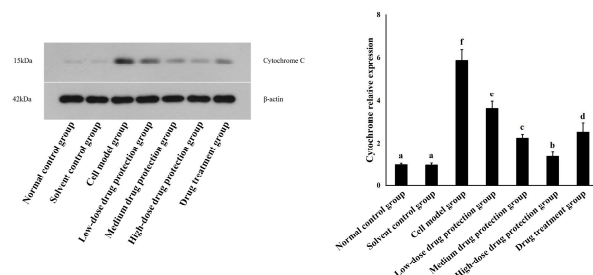 15kDa
Cytochrome C
42kDa
β-actin
Normal control group
Solvent control group
Cell model group
Low-dose drug protection group
Medium drug protection group
High-dose drug protection group
Drug treatment group
Cytochrome relative expression
8
6
4
2
0
a
a
f
e
c
b
d
Normal control group
Solvent control group
Cell model group
Low-dose drug protection group
Medium drug protection group
High-dose drug protection group
Drug treatment group